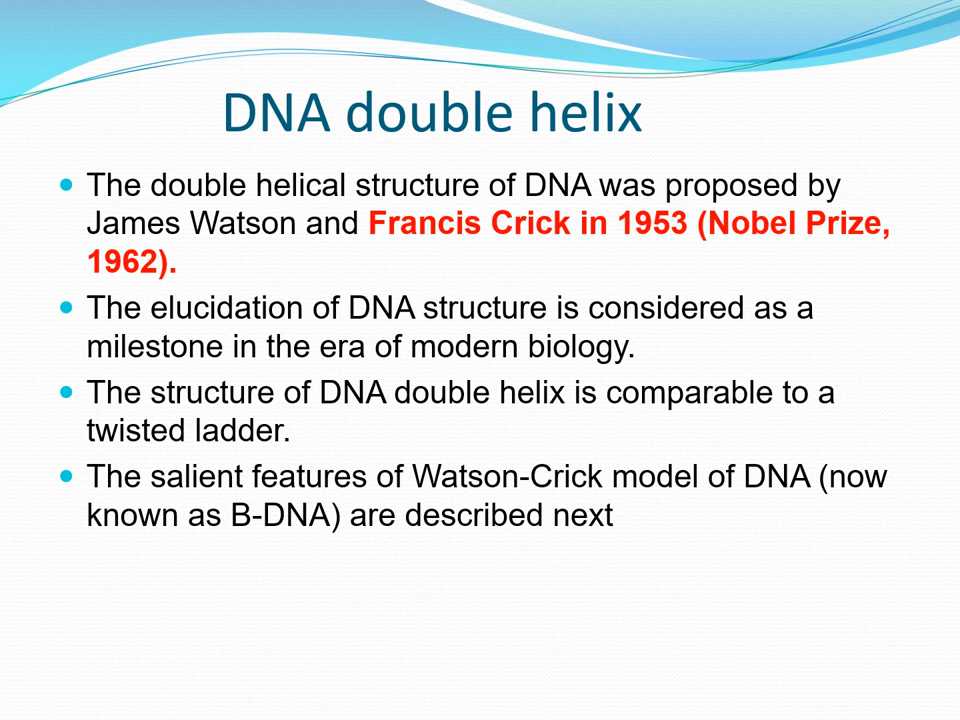 DNA double helix
The double helical structure of DNA was proposed by
James Watson and Francis Crick in 1953 (Nobel Prize,
1962).
The elucidation of DNA structure is considered as a
milestone in the era of modern biology.
The structure of DNA double helix is comparable to a
twisted ladder.
The salient features of Watson-Crick model of DNA (now
known as B-DNA) are described next